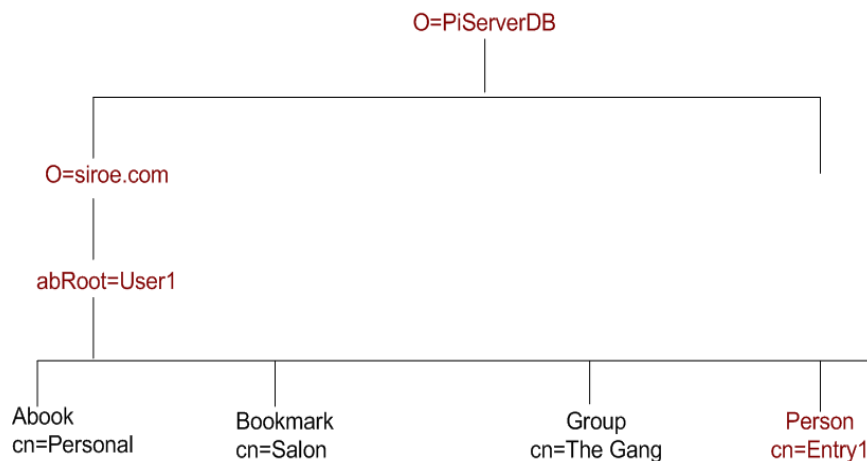 O=PiServerDB
O=siroe.com
abRoot=User1
Abook
cn=Personal
Bookmark
cn=Salon
Group
cn=The Gang
Person
cn=Entry1